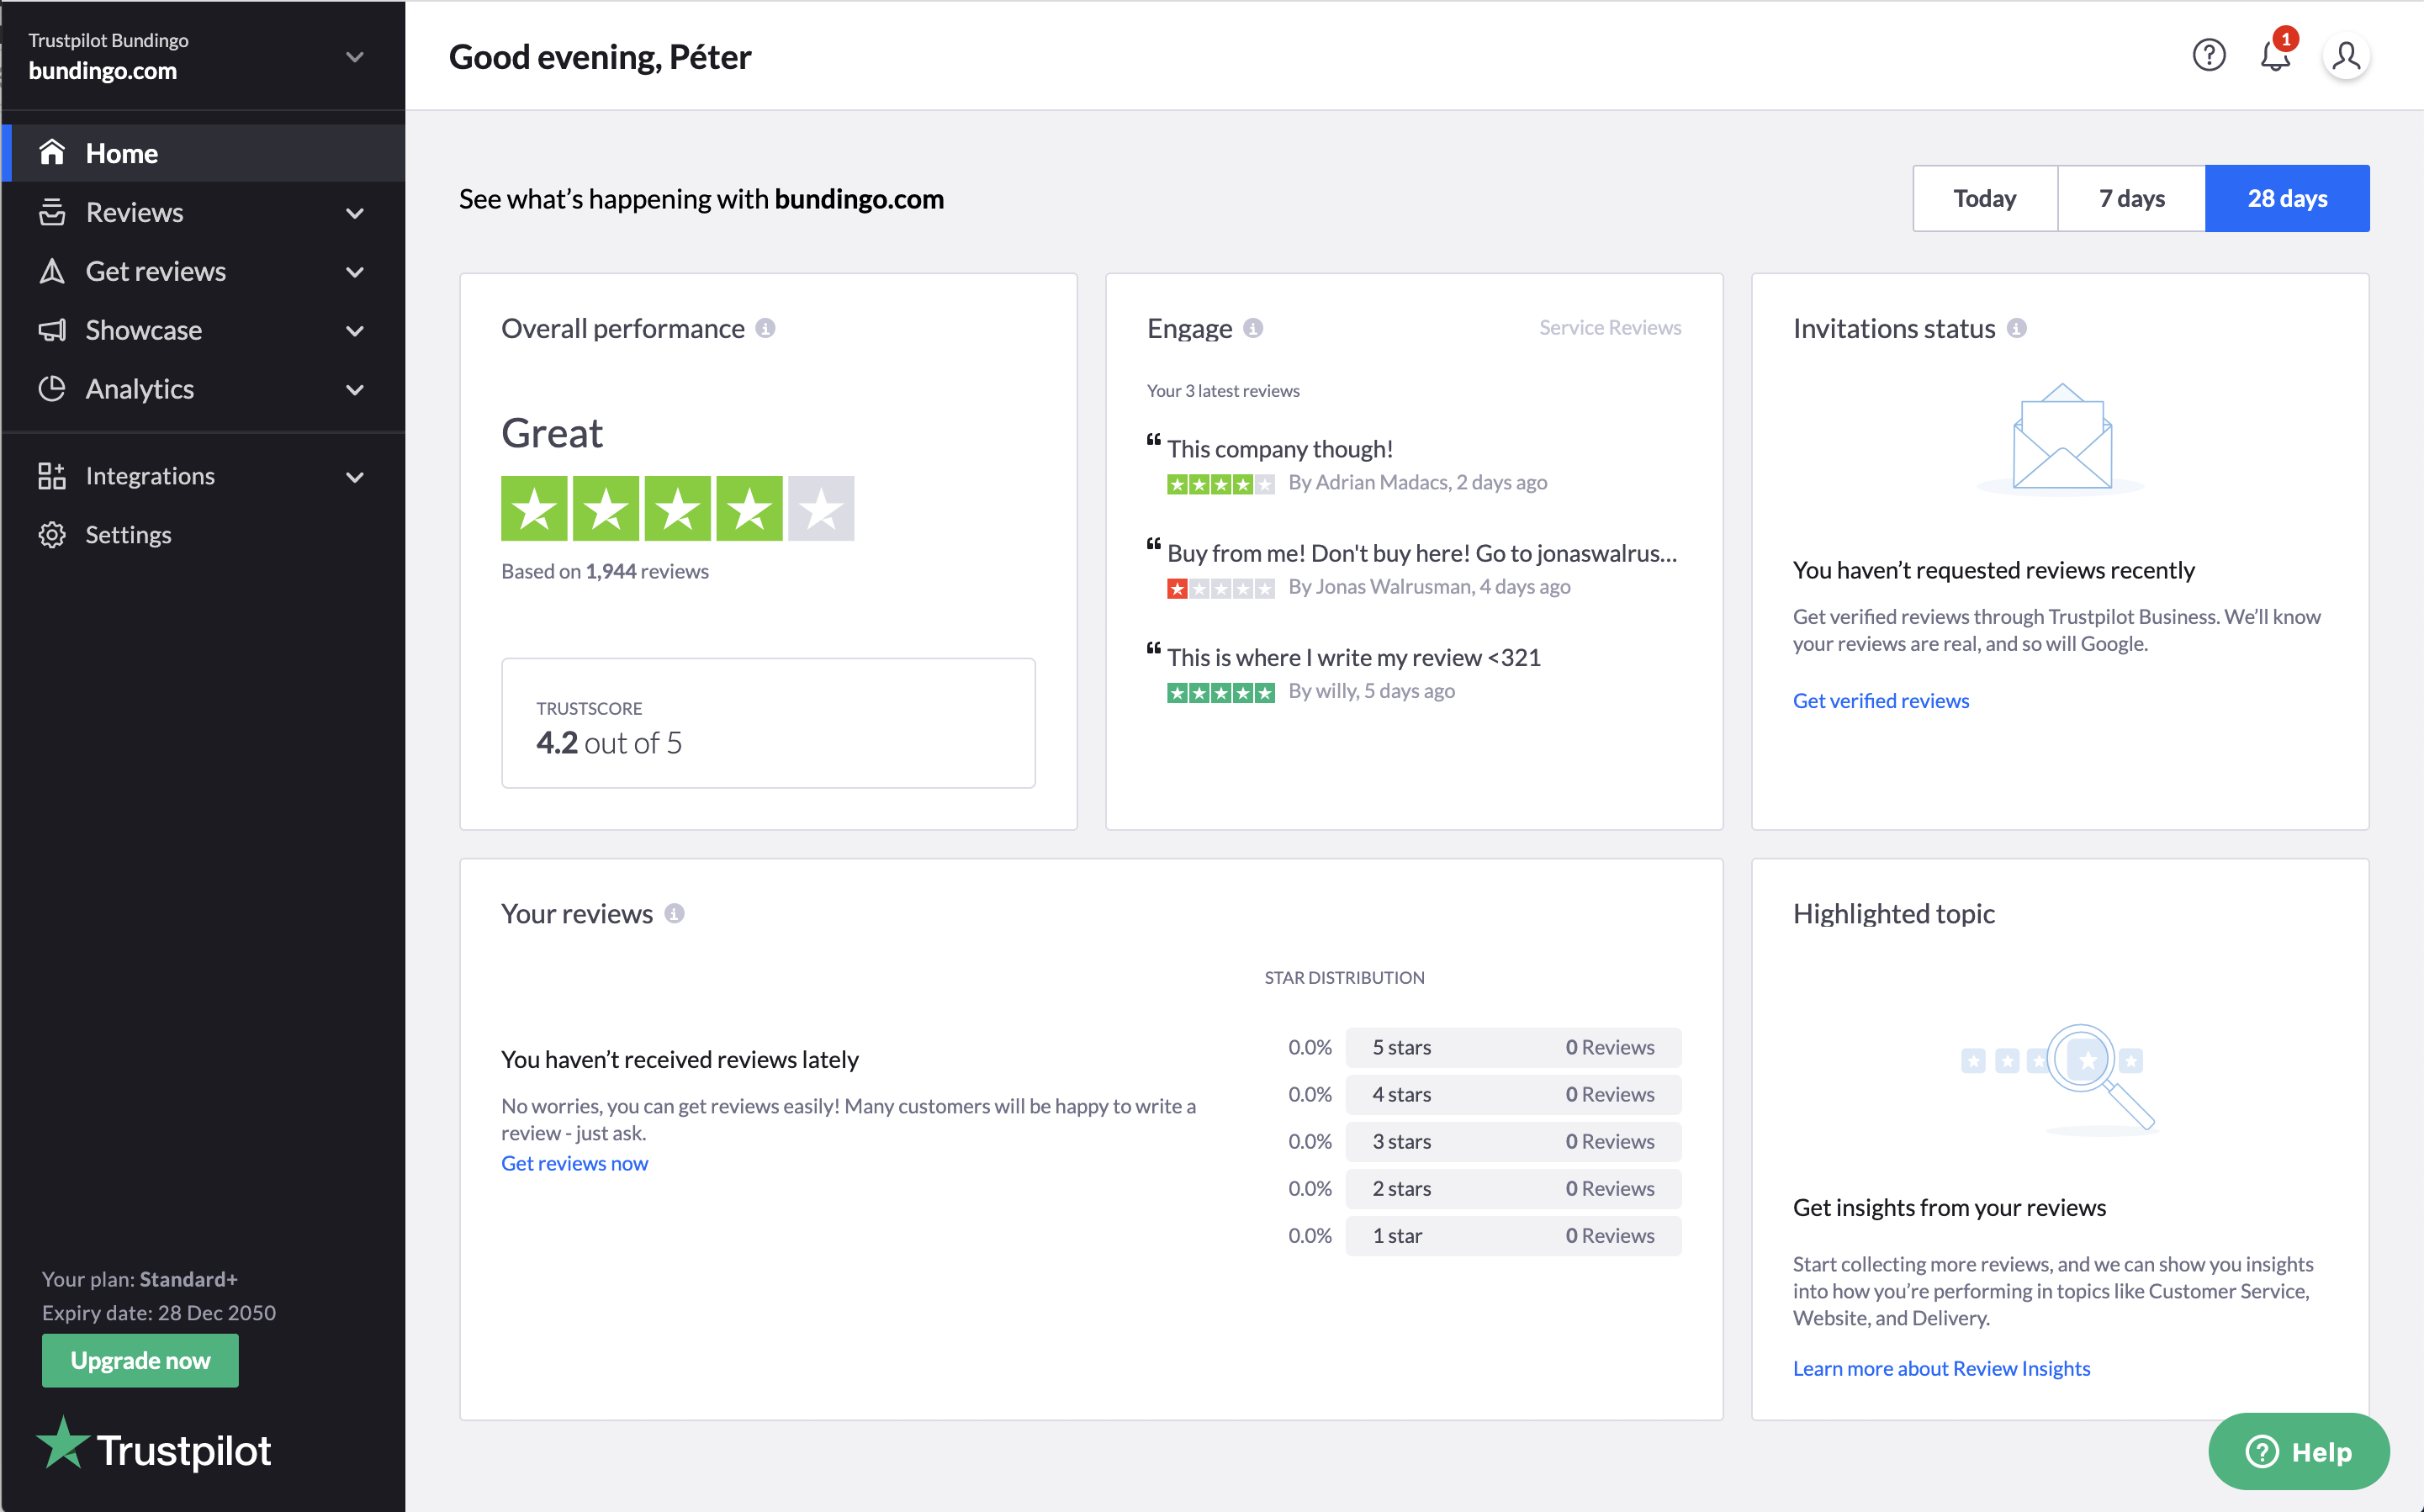 Trustpilot Bundingo
bundingo.com
Good evening, Péter
1
Home
Reviews
Get reviews
Showcase
Analytics
Integrations
Settings
See what’s happening with bundingo.com
Today
7 days
28 days
Overall performance
Great
Based on 1,944 reviews
TRUSTSCORE
4.2 out of 5
Engage
Service Reviews
Your 3 latest reviews
“ This company though!
By Adrian Madacs, 2 days ago
“ Buy from me! Don't buy here! Go to jonaswalrus...
By Jonas Walrusman, 4 days ago
“ This is where I write my review <321
By willy, 5 days ago
Invitations status
You haven’t requested reviews recently
Get verified reviews through Trustpilot Business. We’ll know
your reviews are real, and so will Google.
Get verified reviews
Your reviews
You haven’t received reviews lately
No worries, you can get reviews easily! Many customers will be happy to write a
review - just ask.
Get reviews now
STAR DISTRIBUTION
0.0% 5 stars 0 Reviews
0.0% 4 stars 0 Reviews
0.0% 3 stars 0 Reviews
0.0% 2 stars 0 Reviews
0.0% 1 star 0 Reviews
Highlighted topic
Get insights from your reviews
Start collecting more reviews, and we can show you insights
into how you’re performing in topics like Customer Service,
Website, and Delivery.
Learn more about Review Insights
Your plan: Standard+
Expiry date: 28 Dec 2050
Upgrade now
Trustpilot
Help